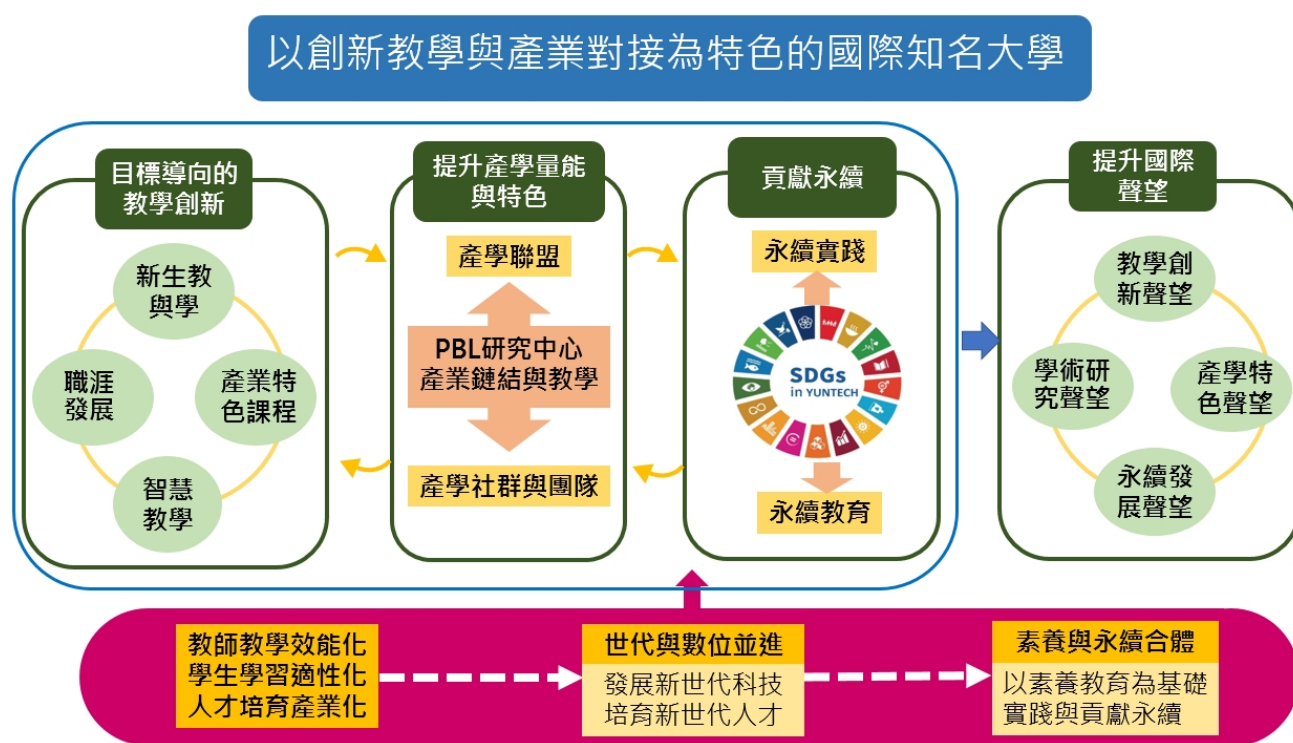 以創新教學與產業對接為特色的國際知名大學
目標導向的
教學創新
新生教
與學
職涯
發展
產業特
色課程
智慧
教學
提升產學量能
與特色
產學聯盟
PBL研究中心
產業鏈結與教學
產學社群與團隊
貢獻永續
永續實踐
SDGs
in YUNTECH
永續教育
提升國際
聲望
教學創
新聲望
學術研
究聲望
產學特
色聲望
永續發
展聲望
教師教學效能化
學生學習適性化
人才培育產業化
世代與數位並進
發展新世代科技
培育新世代人才
素養與永續合體
以素養教育為基礎
實踐與貢獻永續